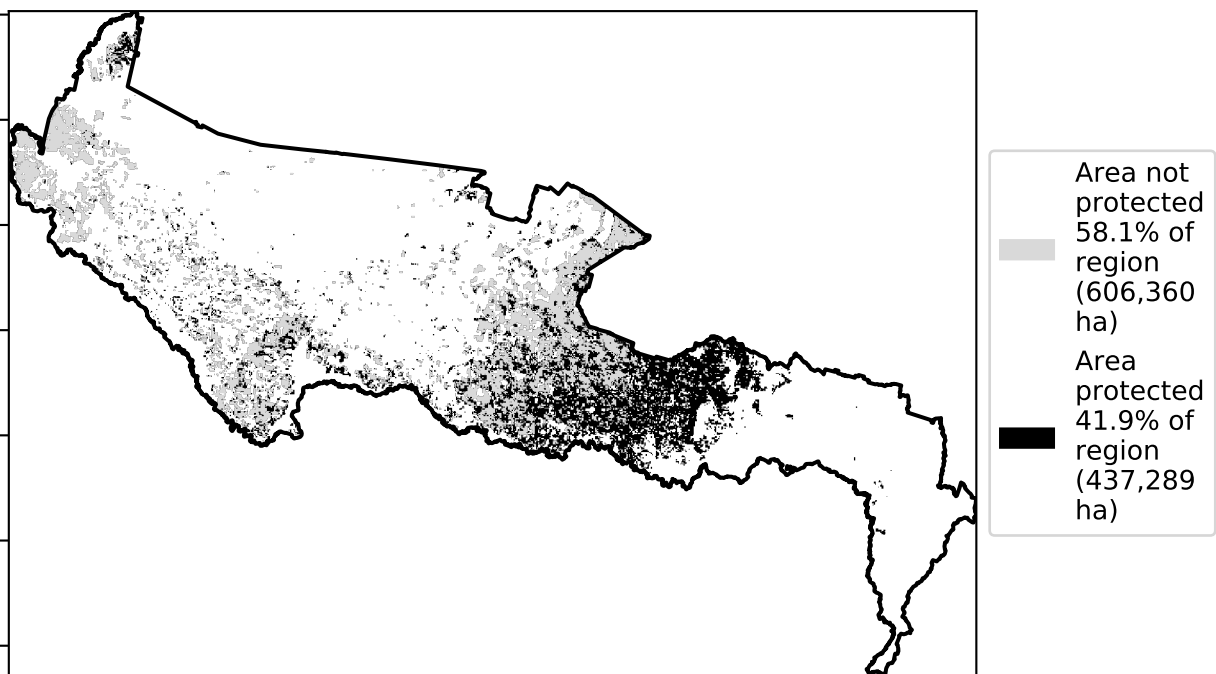 Area not
protected
58.1% of
region
(606,360
ha)
Area
protected
41.9% of
region
(437,289
ha)